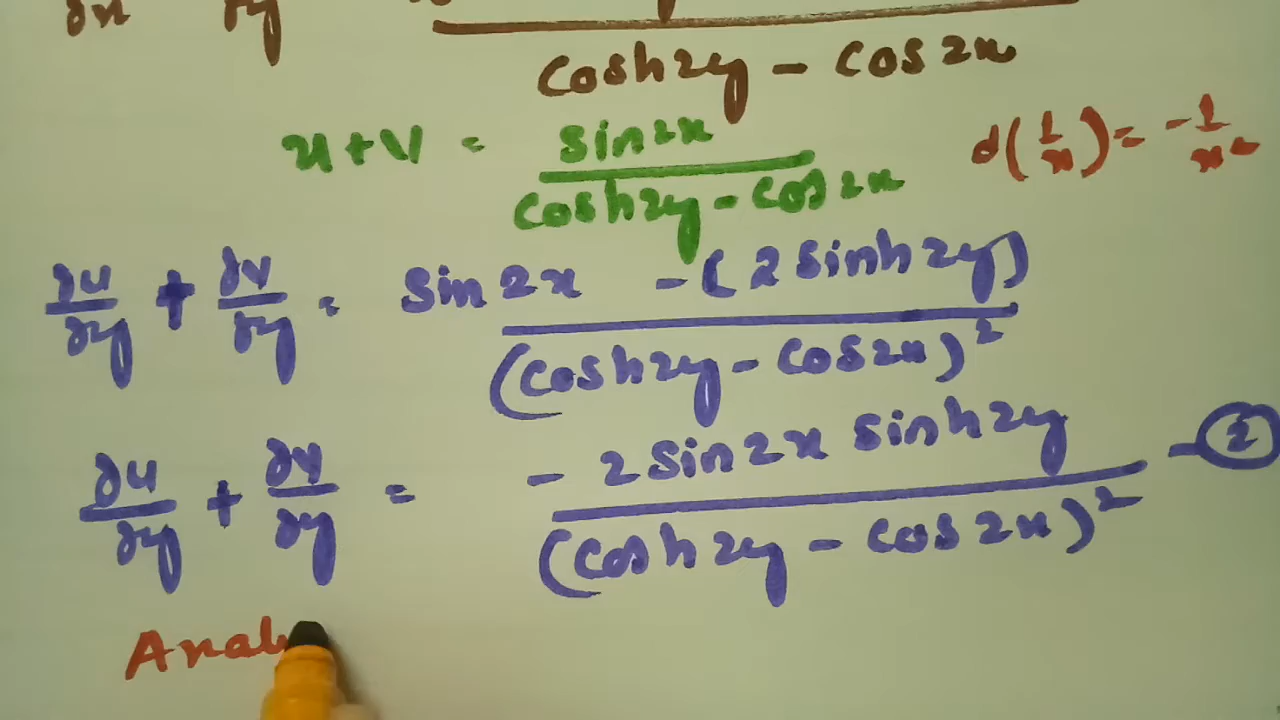 ∂x ∂y
cosh2y - cos2x
u+v = sin2x / cosh2y - cos2x d(1/x) = -1/x²
∂u/∂y + ∂v/∂y = sin2x -(2sinh2y) / (cosh2y - cos2x)²
∂u/∂y + ∂v/∂y = - 2sin2x sinh2y / (cosh2y - cos2x)² - ②
Analy